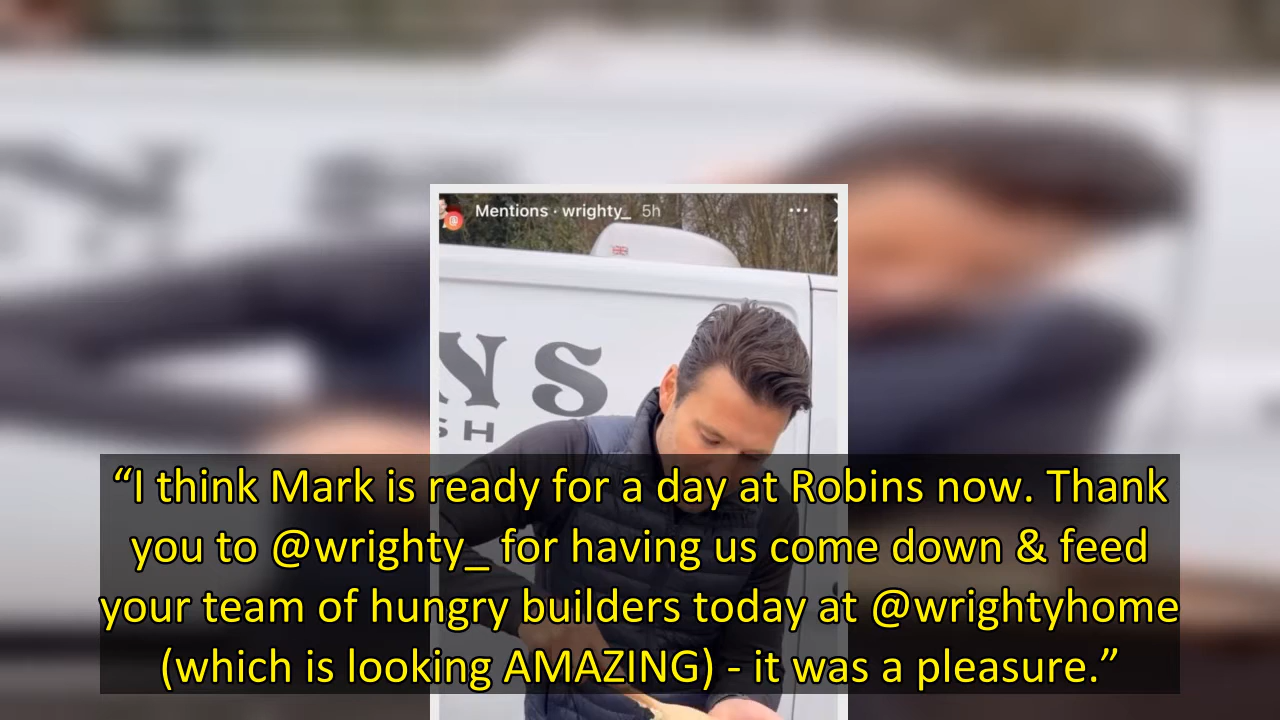 Mentions · wrighty_ 5h
NS
SH
“I think Mark is ready for a day at Robins now. Thank
you to @wrighty_ for having us come down & feed
your team of hungry builders today at @wrightyhome
(which is looking AMAZING) - it was a pleasure.”